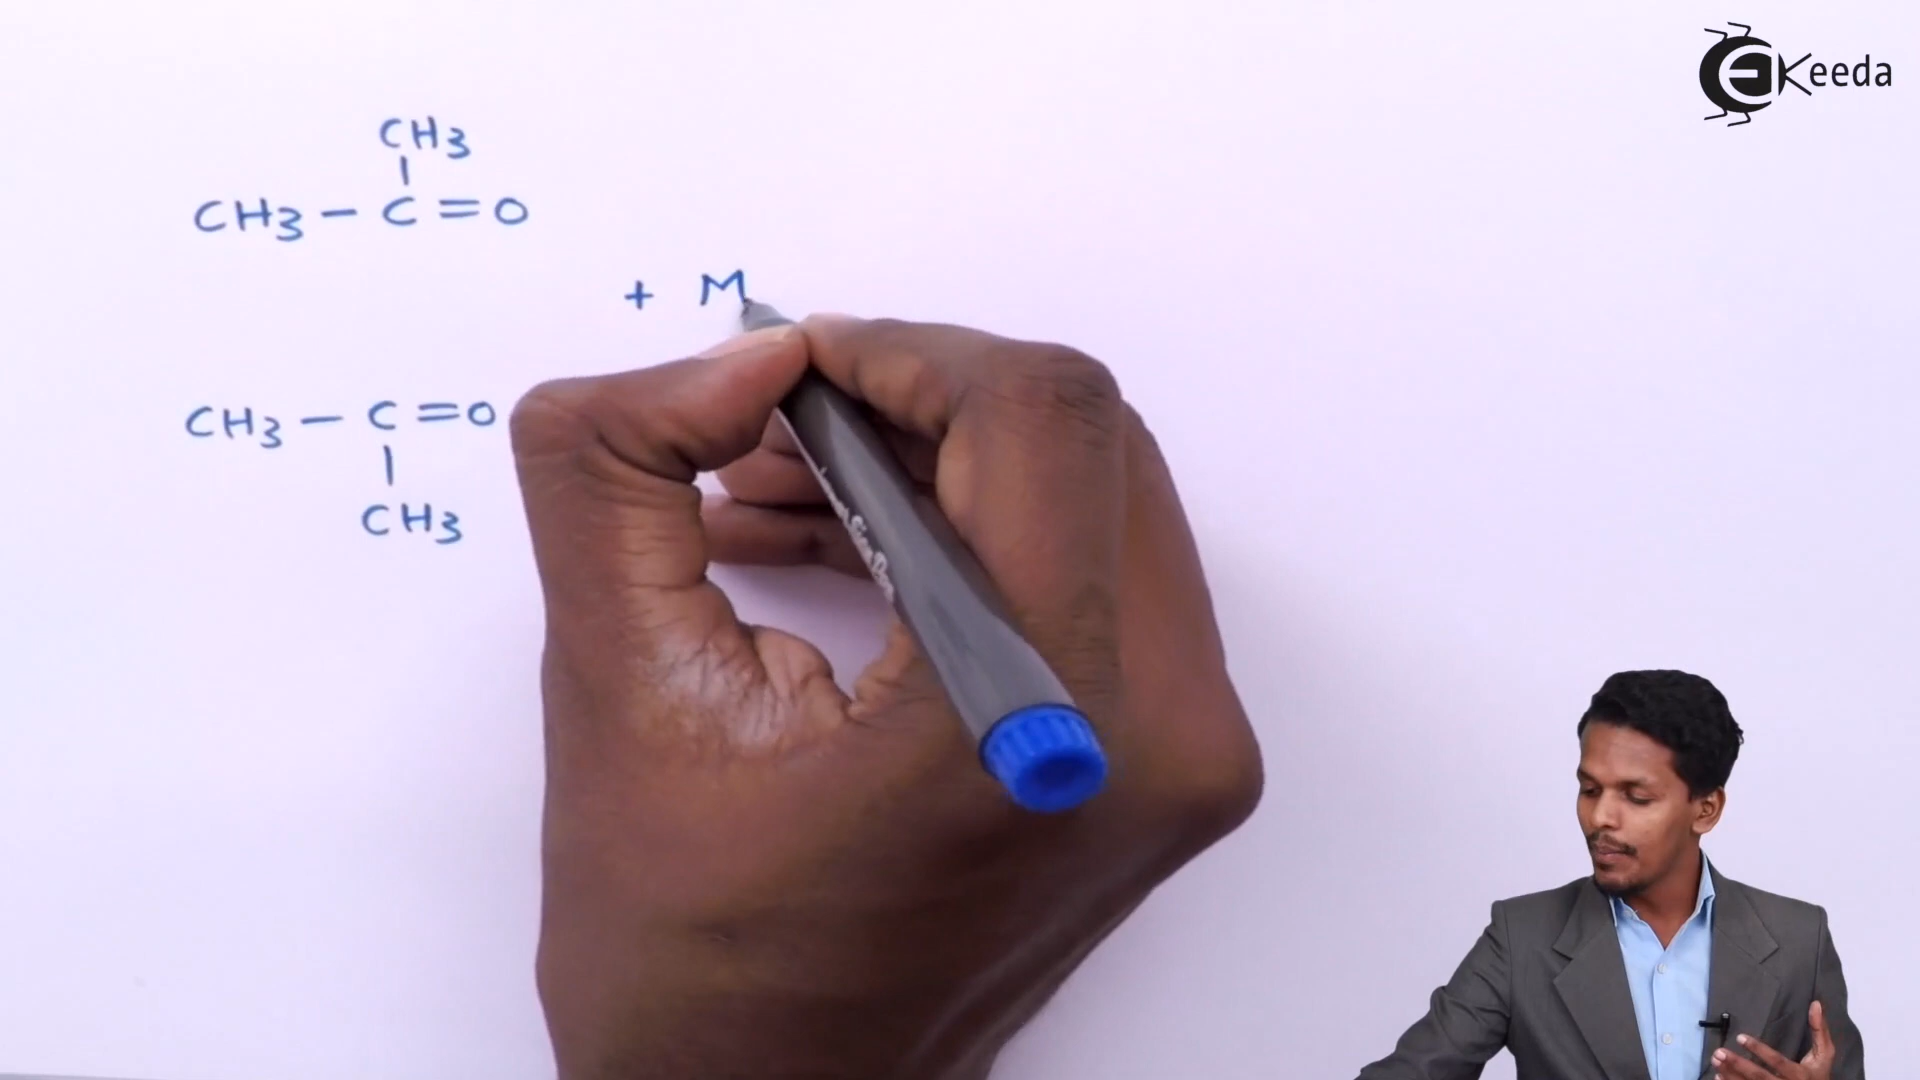 Keeda
CH3
CH3 - C = O
+ M
CH3 - C = O
CH3